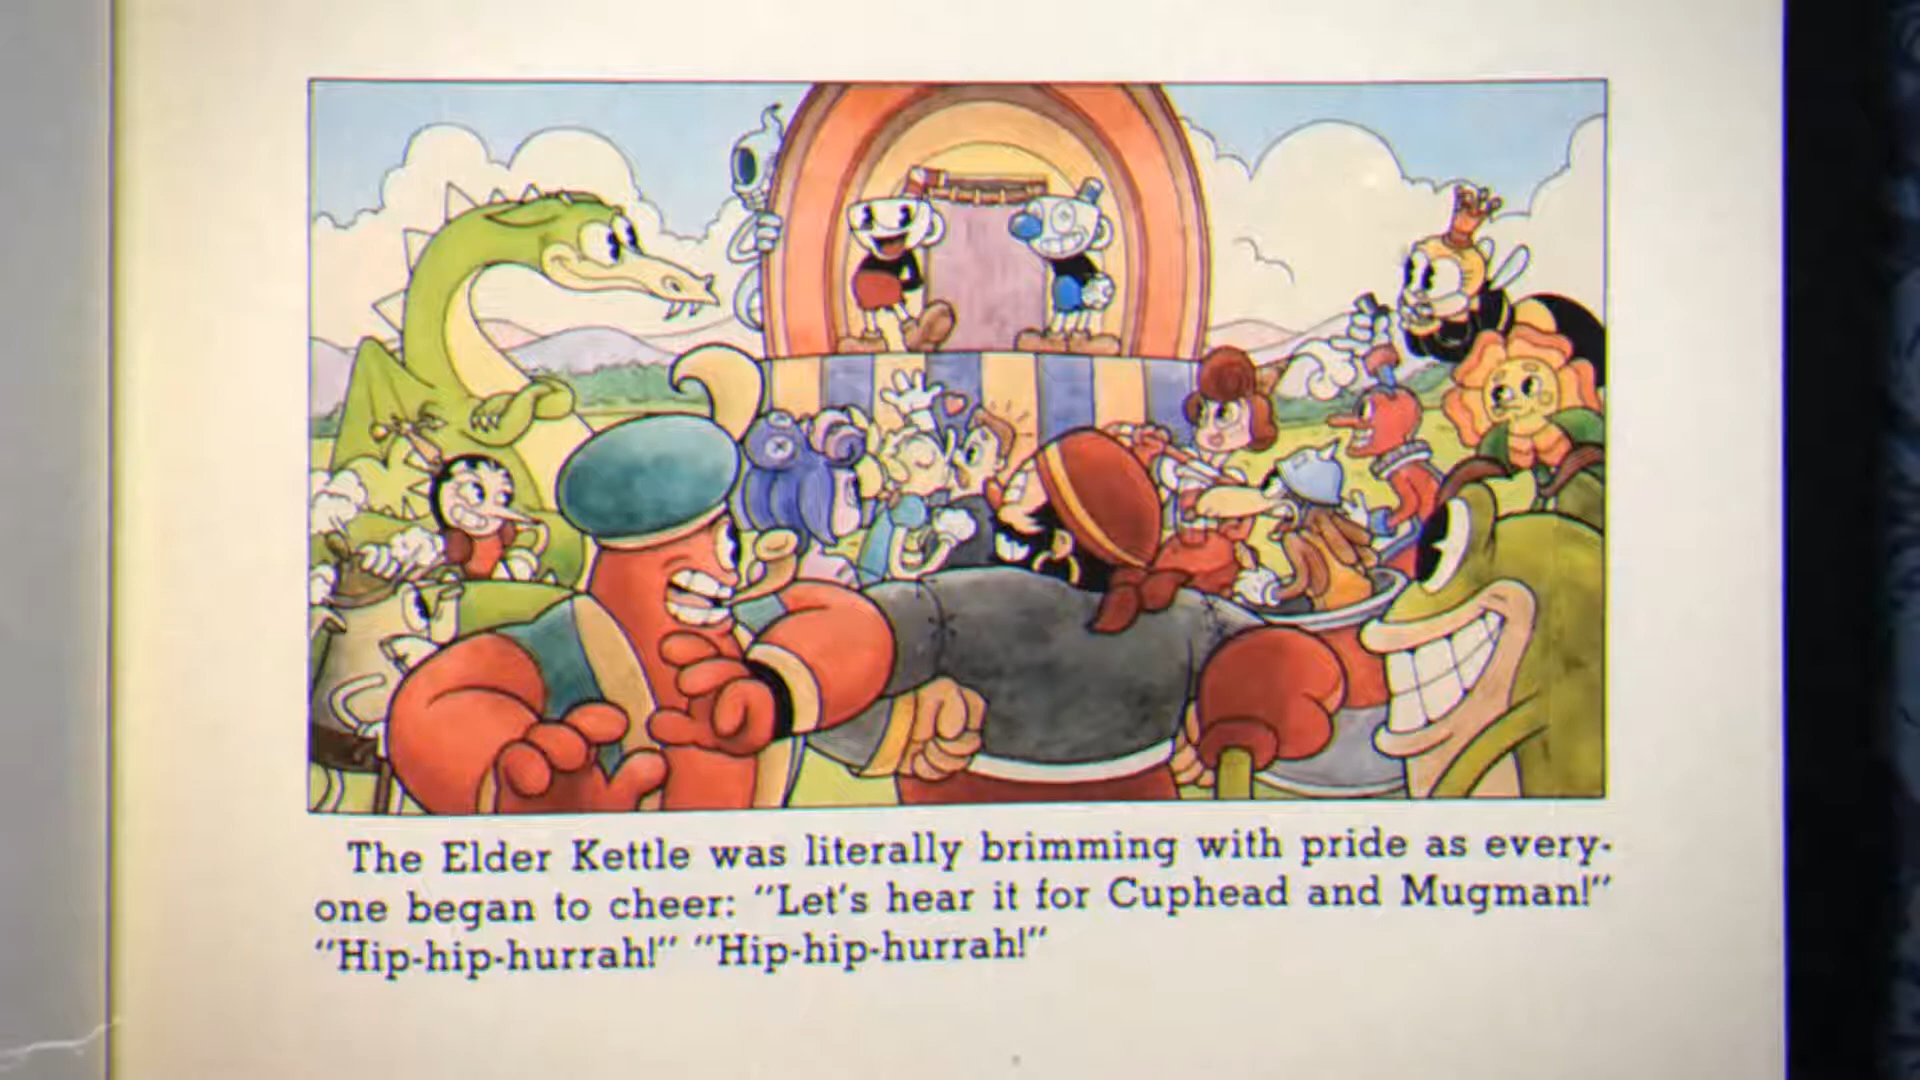 The Elder Kettle was literally brimming with pride as every-
one began to cheer: “Let's hear it for Cuphead and Mugman!”
“Hip-hip-hurrah!” “Hip-hip-hurrah!”